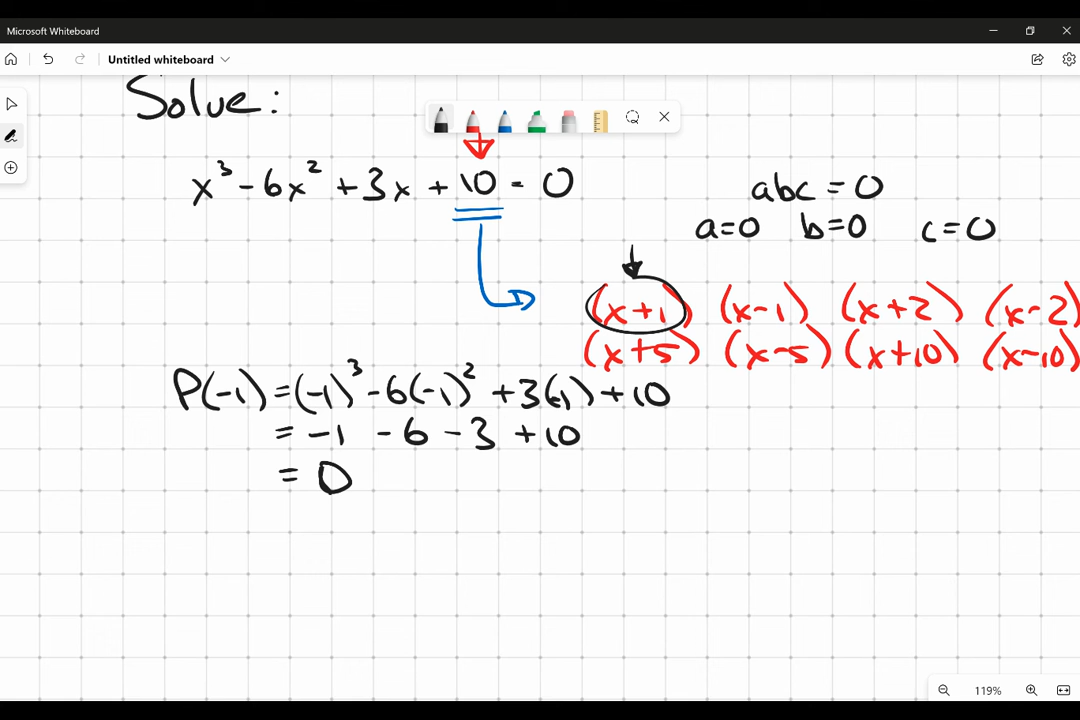 Microsoft Whiteboard
Untitled whiteboard
Solve:
x³ - 6x² + 3x + 10 = 0
abc = 0
a=0 b=0 c=0
(x+1) (x-1) (x+2) (x-2)
(x+5) (x-5) (x+10) (x-10)
P(-1) = (-1)³ - 6(-1)² + 3(-1) + 10
= -1 - 6 - 3 + 10
= 0
119%